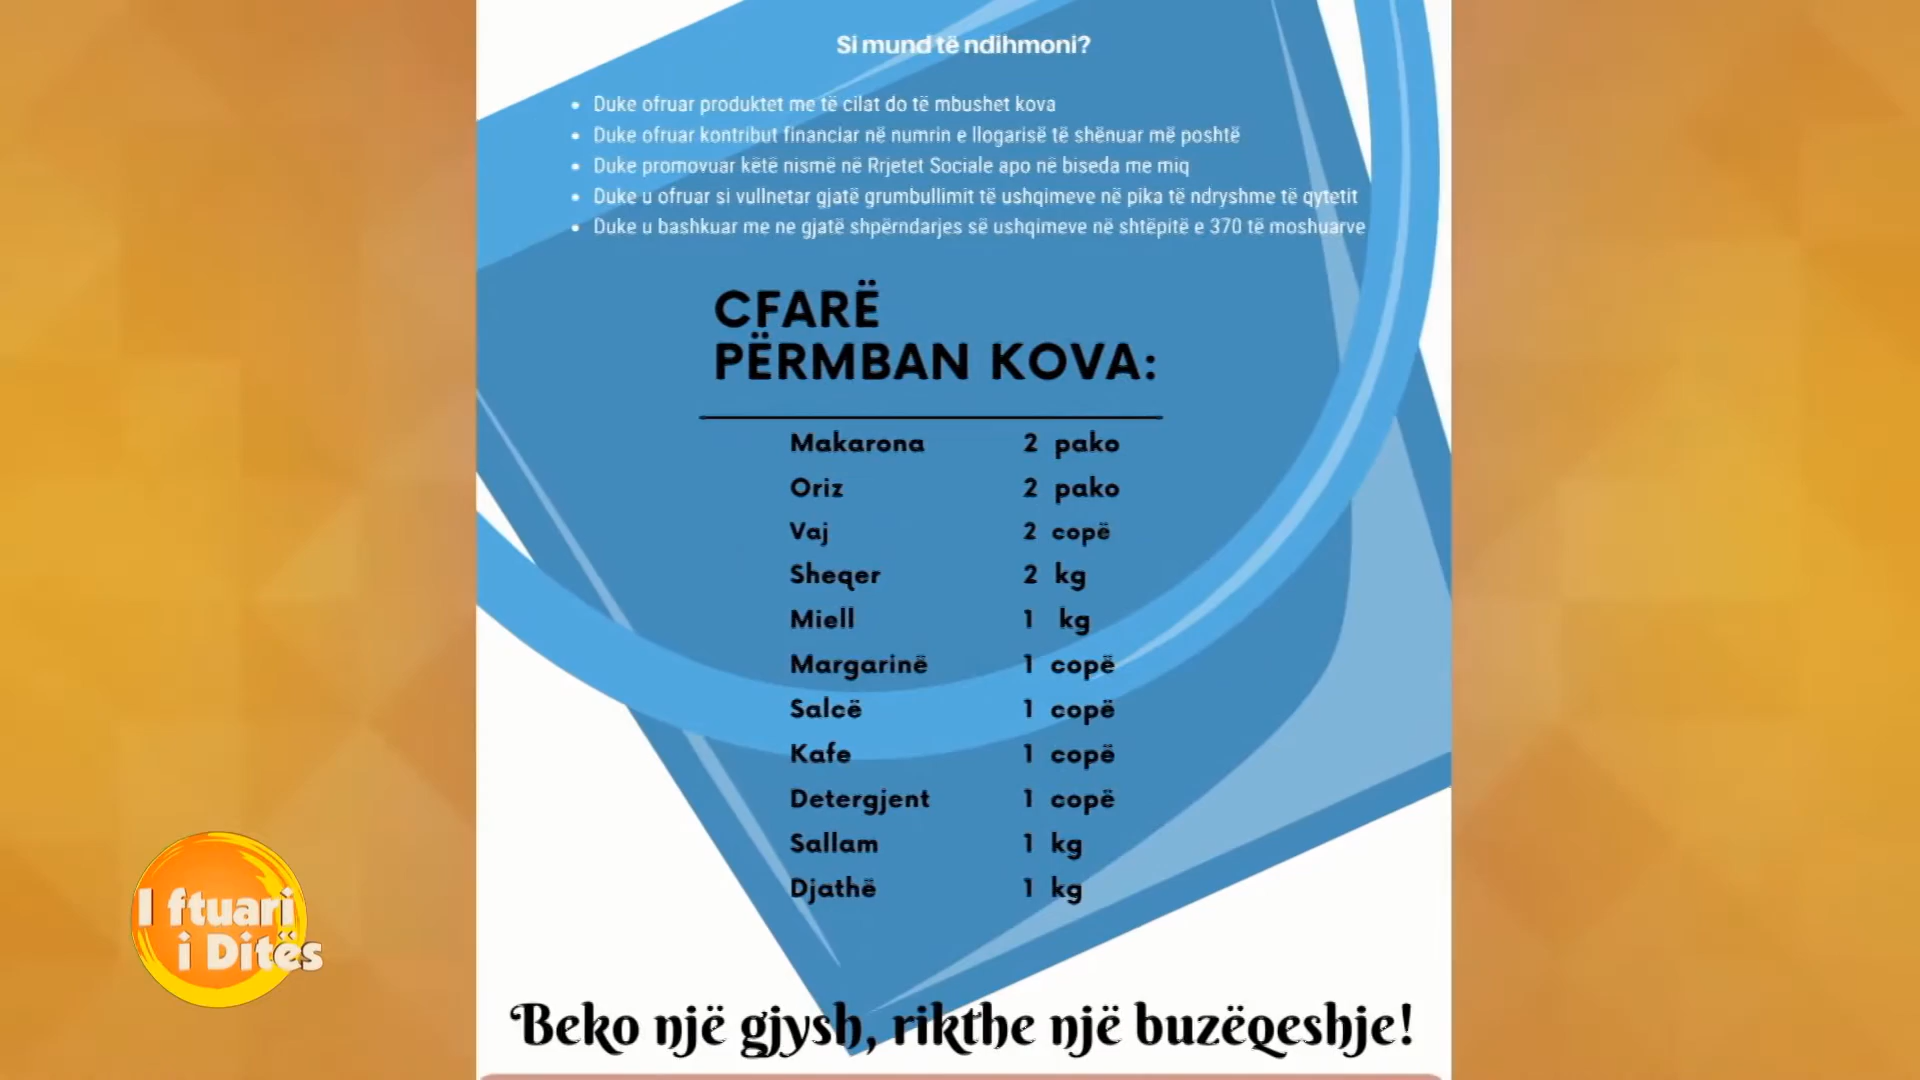 Si mund të ndihmoni?
• Duke ofruar produktet me të cilat do të mbushet kova
• Duke ofruar kontribut financiar në numrin e llogarisë të shënuar më poshtë
• Duke promovuar këtë nismë në Rrjetet Sociale apo në biseda me miq
• Duke u ofruar si vullnetar gjatë grumbullimit të ushqimeve në pika të ndryshme të qytetit
• Duke u bashkuar me ne gjatë shpërndarjes së ushqimeve në shtëpitë e 370 të moshuarve
CFARË
PËRMBAN KOVA:
Makarona 2 pako
Oriz 2 pako
Vaj 2 copë
Sheqer 2 kg
Miell 1 kg
Margarinë 1 copë
Salcë 1 copë
Kafe 1 copë
Detergjent 1 copë
Sallam 1 kg
Djathë 1 kg
I ftuari
i Ditës
Beko një gjysh, rikthe një buzëqeshje!